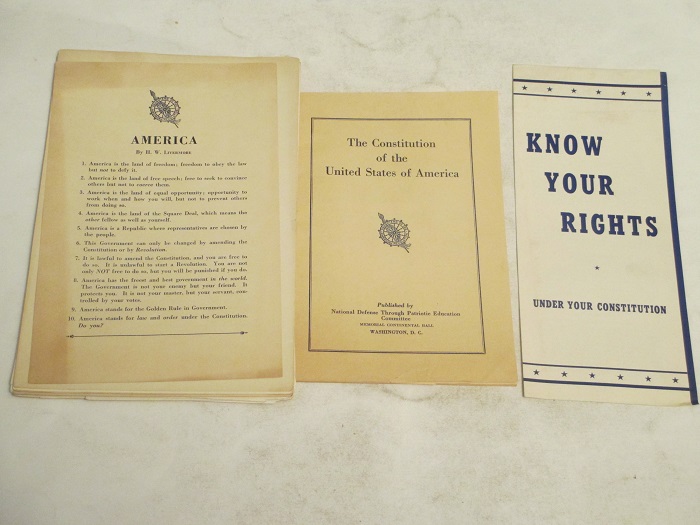 AMERICA
By H. W. Livermore
1. America is the land of freedom; freedom to obey the law
but not to defy it.
2. America is the land of free speech; free to seek to convince
others but not to coerce them.
3. America is the land of equal opportunity; opportunity to
work when and how you will, but not to prevent others
from doing so.
4. America is the land of the Square Deal, which means the
other fellow as well as yourself.
5. America is a Republic where representatives are chosen by
the people.
6. This Government can only be changed by amending the
Constitution or by Revolution.
7. It is lawful to amend the Constitution, and you are free to
do so. It is unlawful to start a Revolution. You are not
only NOT free to do so, but you will be punished if you do.
8. America has the freest and best government in the world.
The Government is not your enemy but your friend. It
protects you. It is not your master, but your servant, con-
trolled by your votes.
9. America stands for the Golden Rule in Government.
10. America stands for law and order under the Constitution.
Do you?
The Constitution
of the
United States of America
Published by
National Defense Through Patriotic Education
Committee
MEMORIAL CONTINENTAL HALL
WASHINGTON, D. C.
KNOW
YOUR
RIGHTS
UNDER YOUR CONSTITUTION